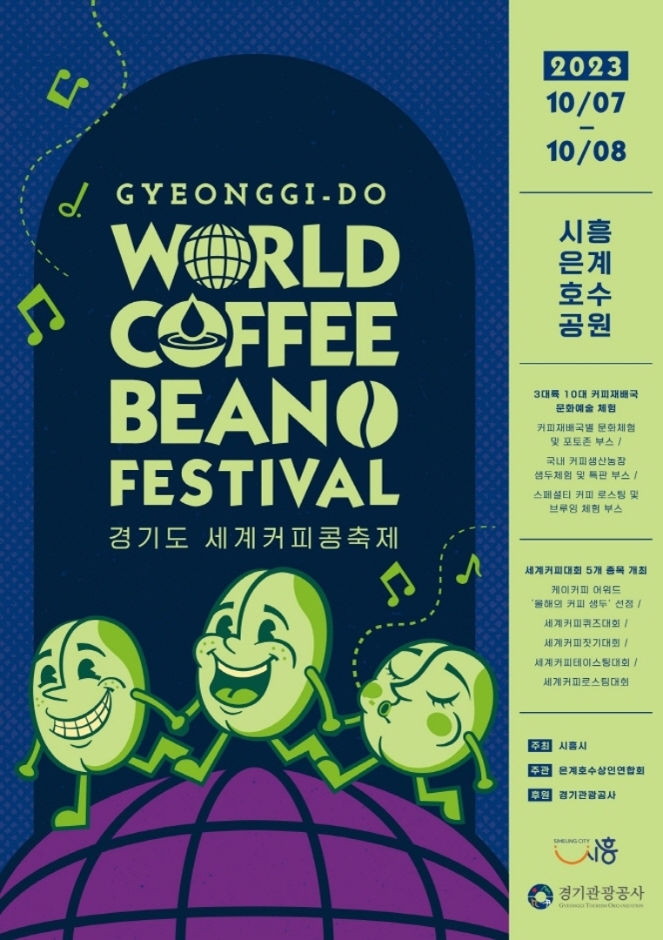 GYEONGGI-DO
WORLD
COFFEE
BEAN
FESTIVAL
경기도 세계커피콩축제
2023
10/07
–
10/08
시흥
은계
호수
공원
3대륙 10대 커피재배국
문화예술 체험
커피재배국별 문화체험
및 포토존 부스 /
국내 커피생산농장
생두체험 및 특판 부스 /
스페셜티 커피 로스팅 및
브루잉 체험 부스
세계커피대회 5개 종목 개최
케이커피 어워드
'올해의 커피 생두' 선정 /
세계커피퀴즈대회 /
세계커피짓기대회 /
세계커피테이스팅대회 /
세계커피로스팅대회
주최 시흥시
주관 은계호수상인연합회
후원 경기관광공사
SIHEUNG CITY
시흥
경기관광공사
GYEONGGI TOURISM ORGANIZATION